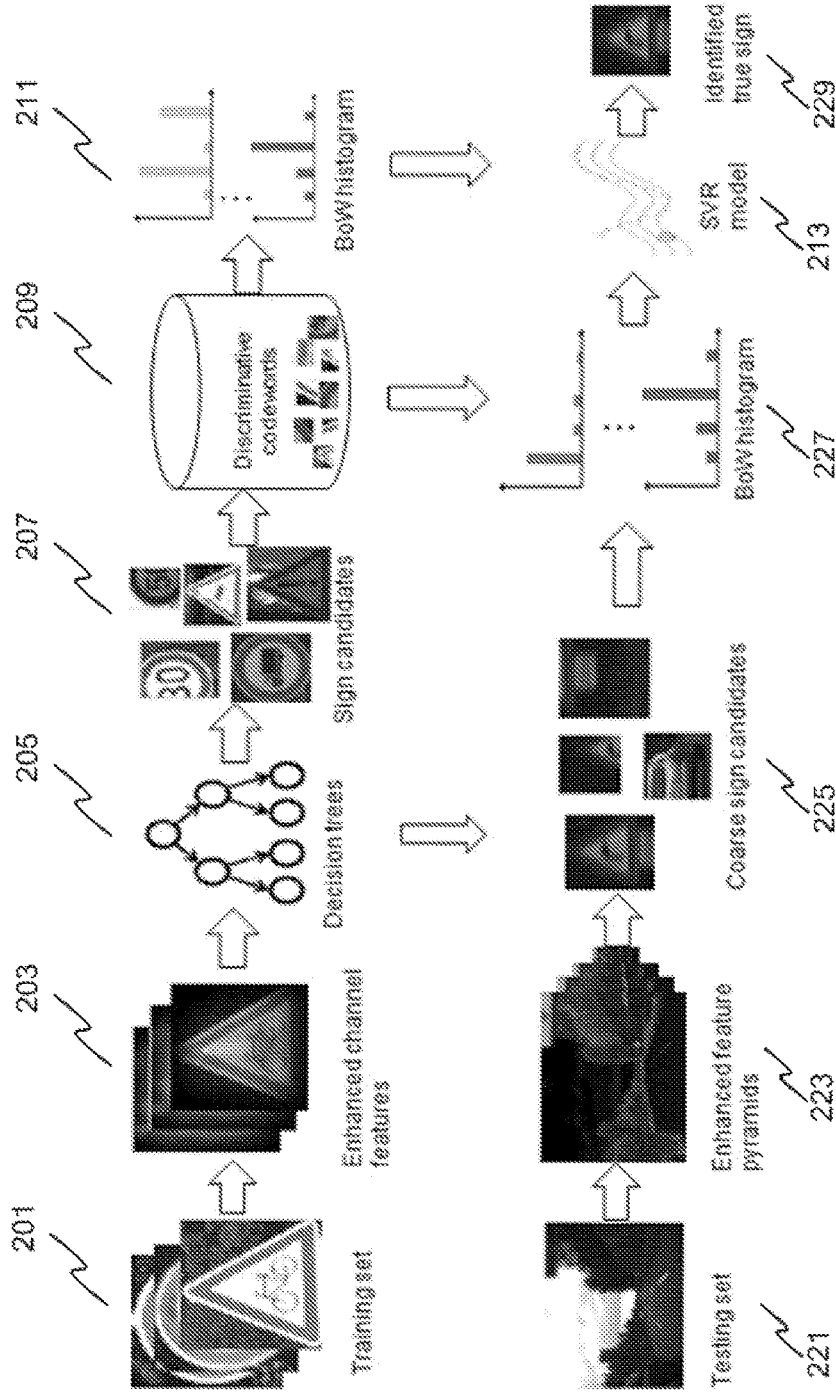 201
203
205
207
209
211
Training set
Enhanced channel
features
Decision trees
Sign candidates
Discriminative
codewords
BoW histogram
30
Testing set
Enhanced feature
pyramids
Coarse sign candidates
BoW histogram
SVR
model
Identified
true sign
221
223
225
227
213
229